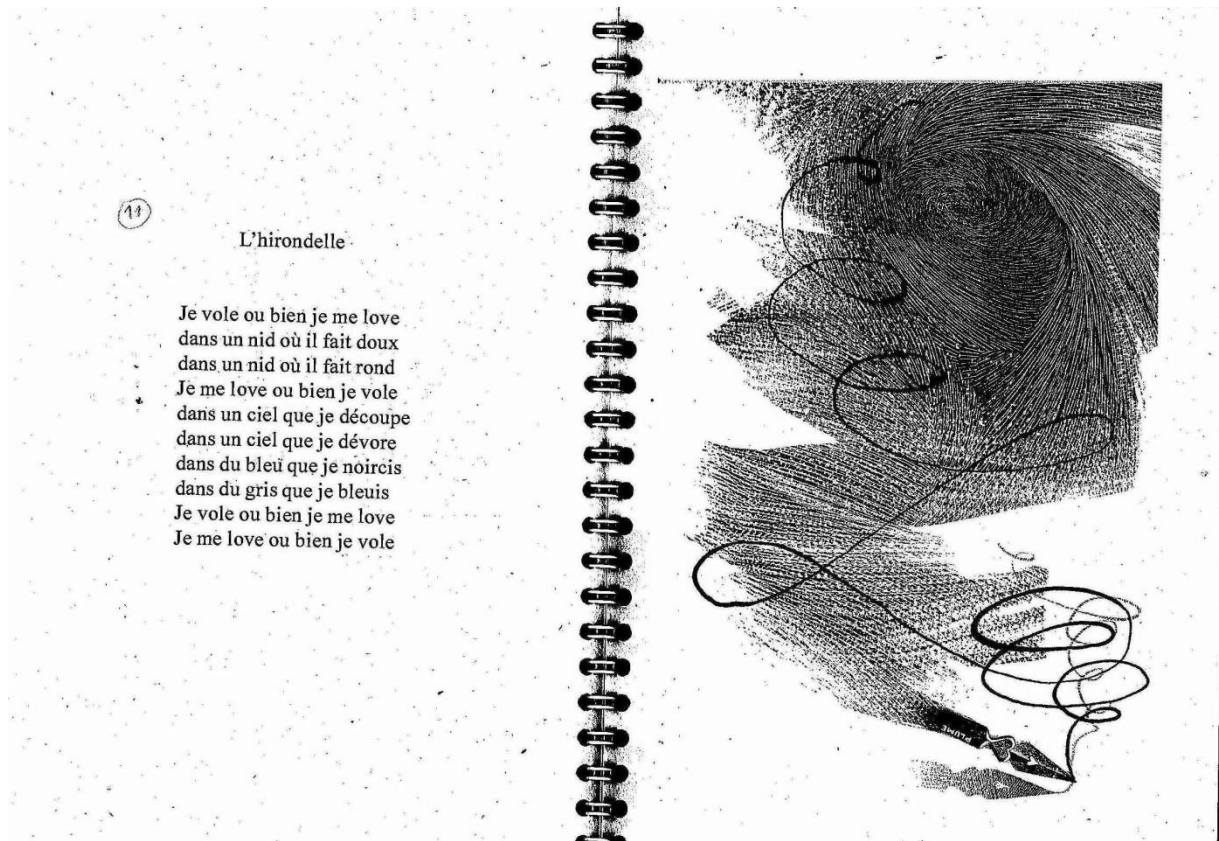 11
L'hirondelle
Je vole ou bien je me love
dans un nid où il fait doux
dans un nid où il fait rond
Je me love ou bien je vole
dans un ciel que je découpe
dans un ciel que je dévore
dans du bleu que je noircis
dans du gris que je bleuis
Je vole ou bien je me love
Je me love ou bien je vole
PLUME